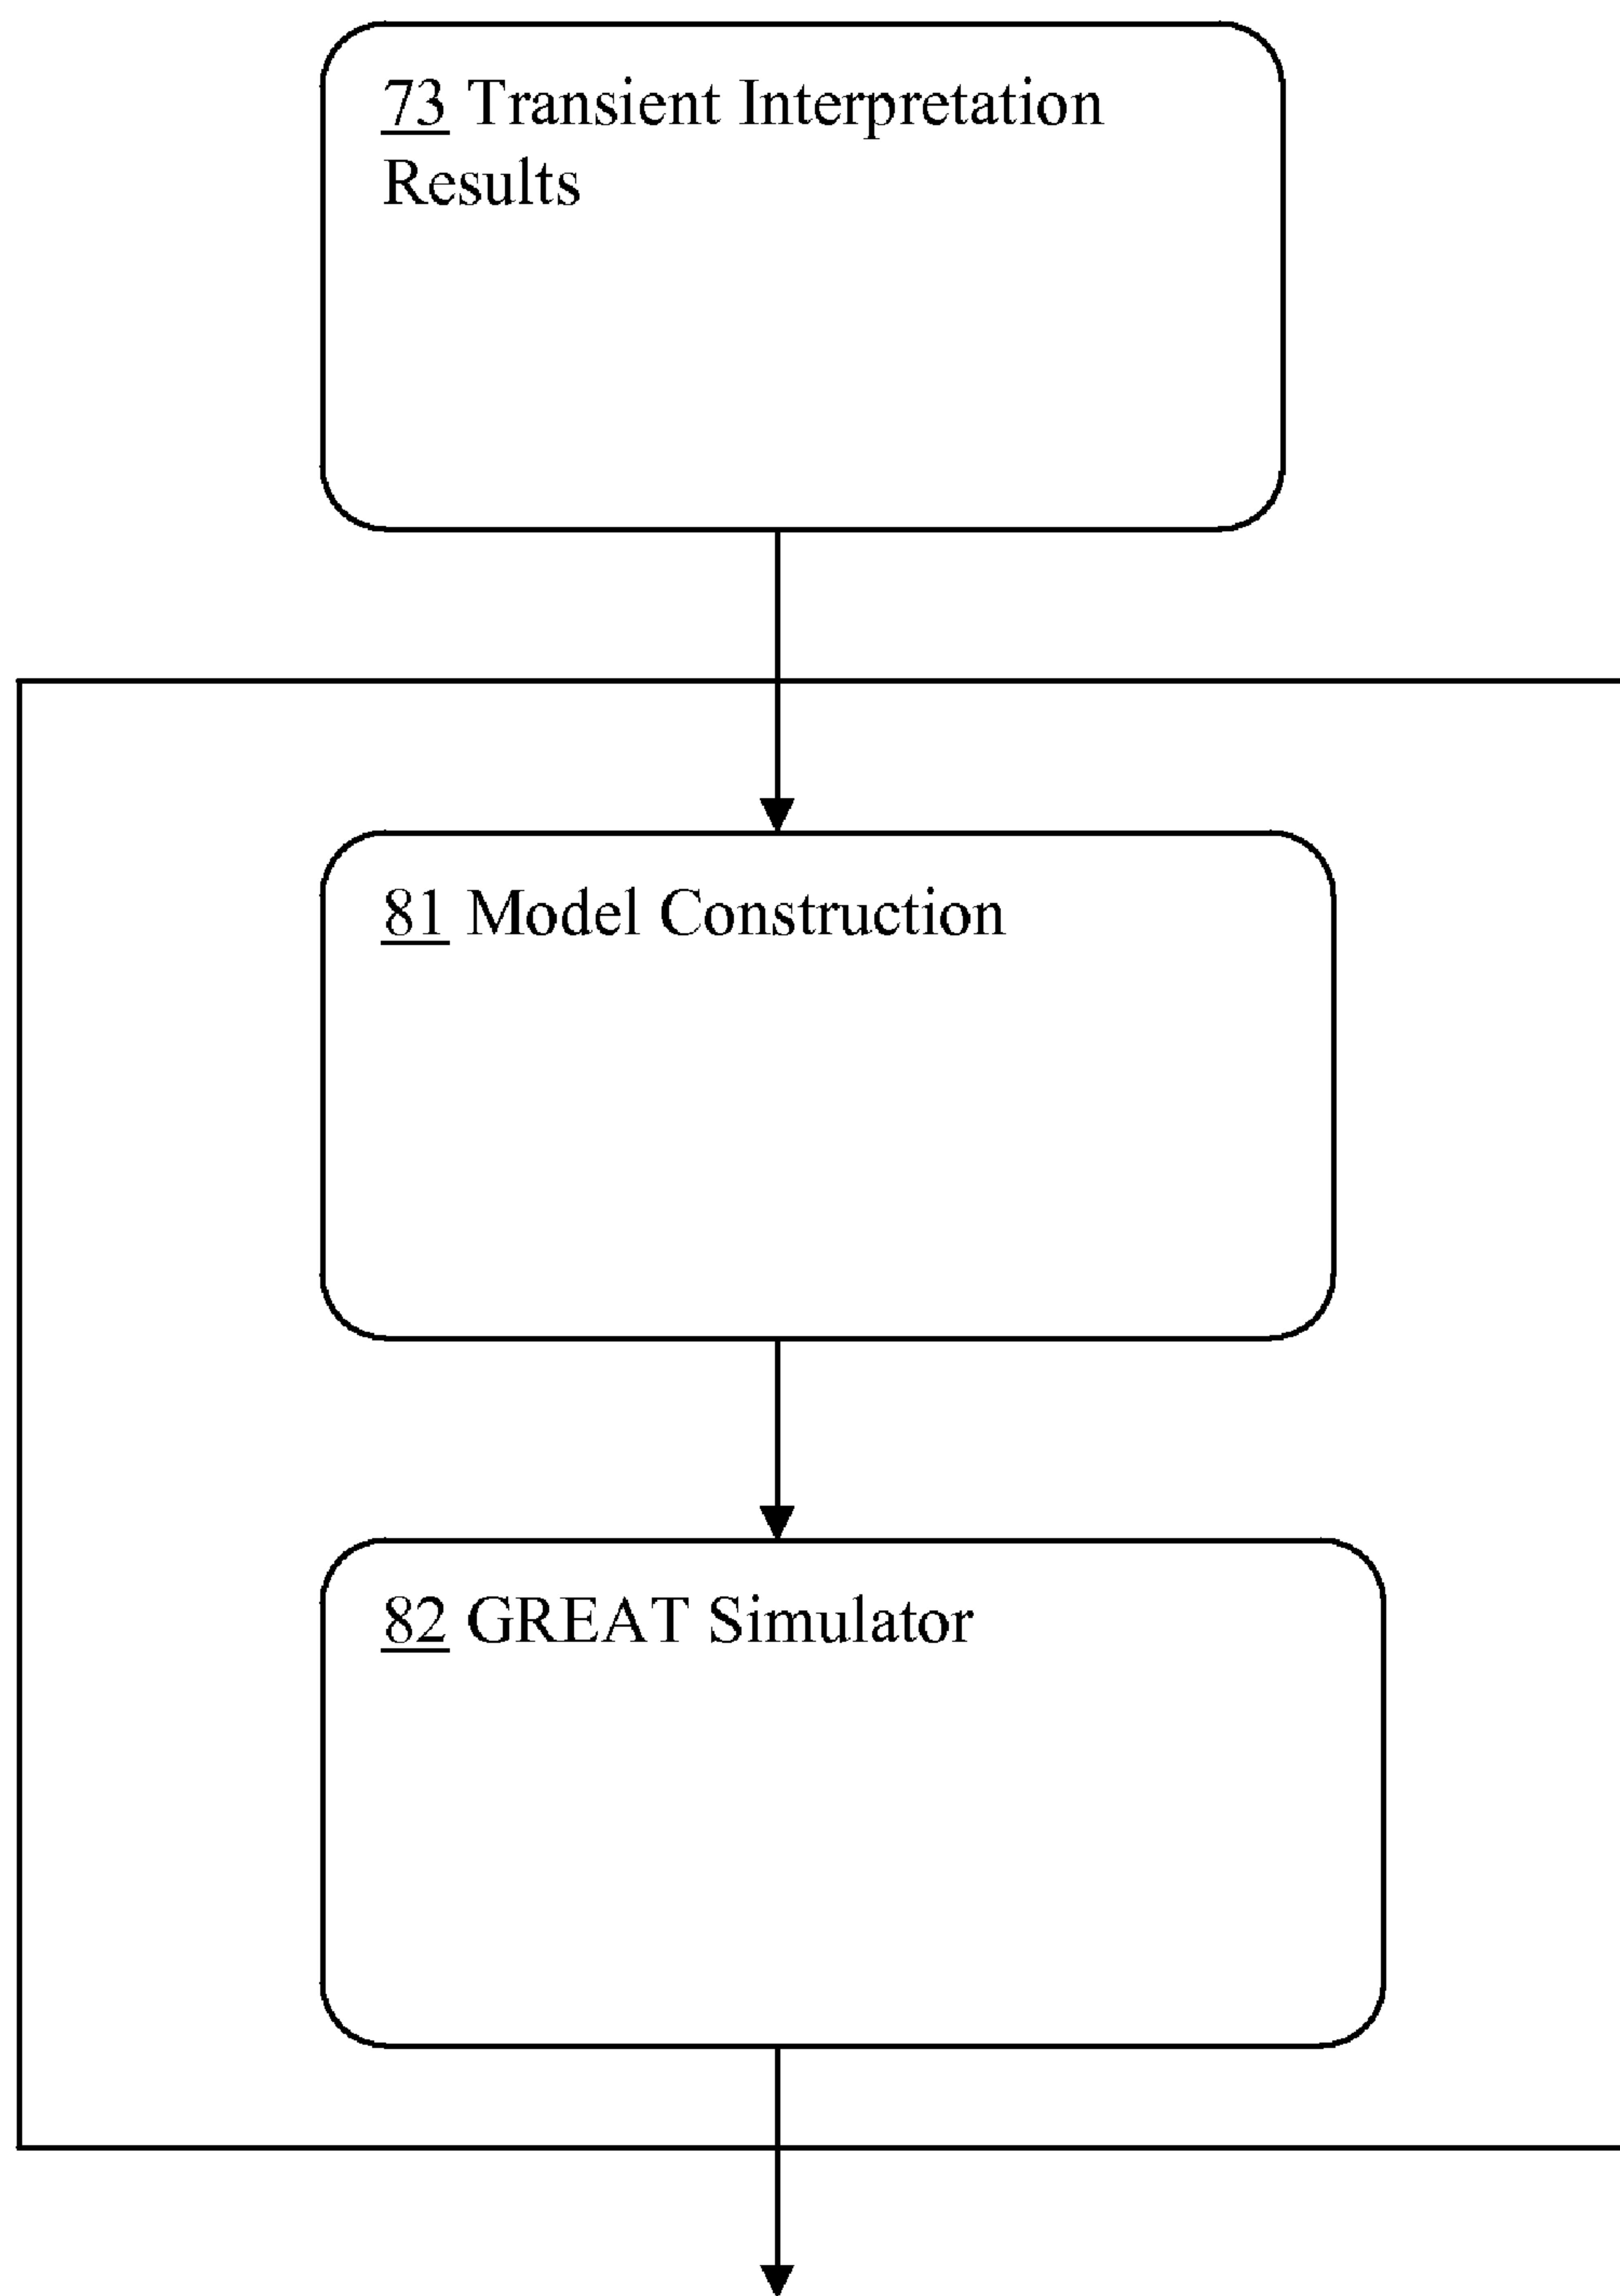 73 Transient Interpretation
Results
81 Model Construction
82 GREAT Simulator